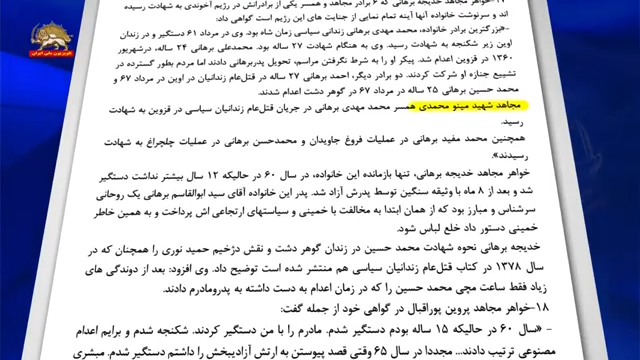 ۱۷-خواهر مجاهد خدیجه برهانی که ۶ برادر مجاهد و همسر یکی از برادرانش در رژیم آخوندی به شهادت رسیده
اند و سرنوشت خانواده آنها آینه تمام نمایی از جنایت های این رژیم است گواهی داد:
-«بزرگترین برادرم شهید مجاهد، محمد مهدی برهانی زندانی سیاسی زمان شاه بود. وی در مرداد ۶۱ دستگیر و در زندان
اوین زیر شکنجه به شهادت رسید. وی به هنگام شهادت ۲۷ ساله بود. محمدعلی برهانی ۲۴ ساله، درشهریور
۱۳۶۰ در قزوین اعدام شد. پیکر او را به شرط نگرفتن مراسم، تحویل پدربرهانی دادند اما مردم بطور گسترده در
تشییع جنازه او شرکت کردند. دو برادر دیگر، احمد برهانی ۲۷ ساله در قتل‌عام زندانیان در اوین در مرداد ۶۷ و
محمد حسین برهانی ۲۵ ساله در مرداد ۶۷ در گوهر دشت اعدام شدند.
مجاهد شهید مینو محمدی همسر محمد مهدی برهانی در جریان قتل‌عام زندانیان سیاسی در قزوین به شهادت
رسید.
همچنین محمد مفید برهانی در عملیات فروغ جاویدان و محمدحسن برهانی در عملیات چلچراغ به شهادت
رسیدند».
خواهر مجاهد خدیجه برهانی، تنها بازمانده این خانواده، در سال ۶۰ در حالیکه ۱۲ سال بیشتر نداشت دستگیر
شد و بعد از ۸ ماه با وثیقه سنگین توسط پدرش آزاد شد. پدر این خانواده آقای سید ابوالقاسم برهانی یک روحانی
سرشناس و مبارز بود که از همان ابتدا به مخالفت با خمینی و سیاستهای ارتجاعی اش پرداخت و به همین خاطر
خمینی دستور داد خلع لباس شود.
خدیجه برهانی نحوه شهادت محمد حسین در زندان گوهر دشت و نقش دژخیم حمید نوری را همچنان که در
سال ۱۳۷۸ در کتاب قتل‌عام زندانیان سیاسی هم منتشر شده است توضیح داد. وی افزود: بعد از دوندگی های
زیاد فقط ساعت مچی محمد حسین را که در زمان اعدام به دست داشته به پدرومادرم دادند.
۱۸-خواهر مجاهد پروین پوراقبال در گواهی خود از جمله گفت:
- «سال ۶۰ در حالیکه ۱۵ ساله بودم دستگیر شدم. مادرم را با من دستگیر کردند. شکنجه شدم و برایم اعدام
مصنوعی ترتیب دادند... مجددا در سال ۶۵ وقتی قصد پیوستن به ارتش آزادیبخش را داشتم دستگیر شدم. مبشری